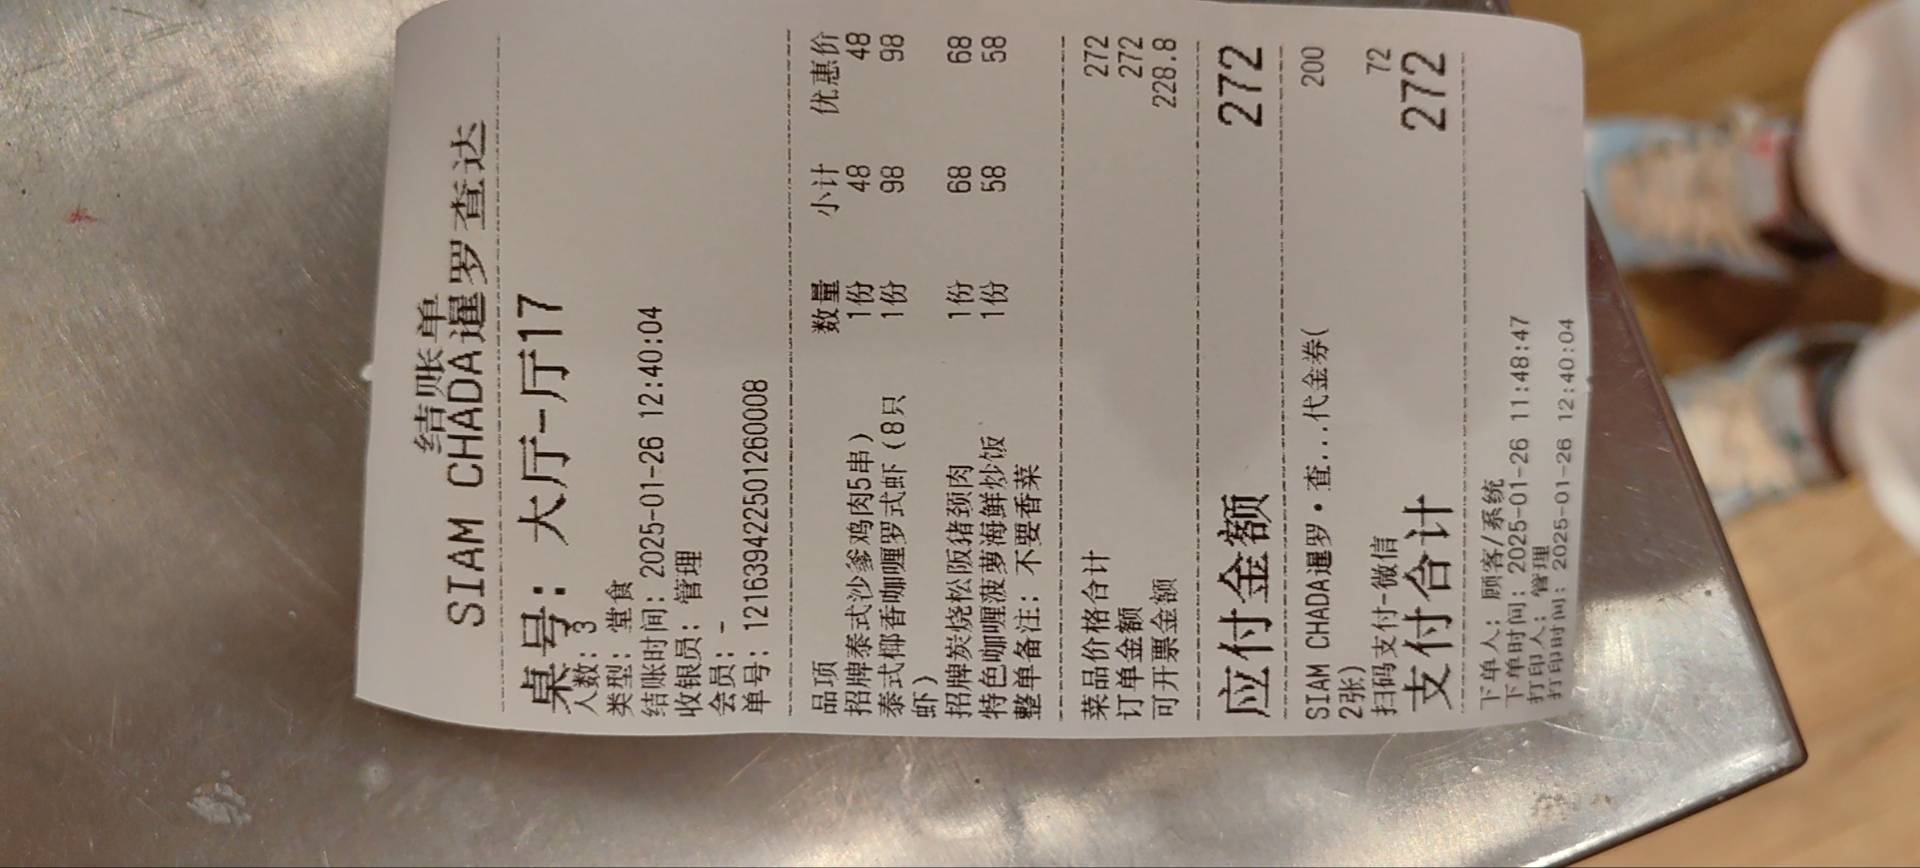 结账单
SIAM CHADA暹罗查达
桌号: 大厅-厅17
人数: 3
类型: 堂食
结账时间: 2025-01-26 12:40:04
收银员: 管理
会员: -
单号: 1216394225012600​08
品项 数量 小计 优惠价
招牌泰式沙爹鸡肉5串) 1份 48 48
泰式椰香咖喱罗式虾(8只 1份 98 98
虾)
招牌炭烧松阪猪颈肉 1份 68 68
特色咖喱菠萝海鲜炒饭 1份 58 58
整单备注: 不要香菜
菜品价格合计 272
订单金额 272
可开票金额 228.8
应付金额 272
SIAM CHADA暹罗·查...代金券( 200
2张)
扫码支付-微信 72
支付合计 272
下单人: 顾客/系统
下单时间: 2025-01-26 11:48:47
打印人: 管理
打印时间: 2025-01-26 12:40:04